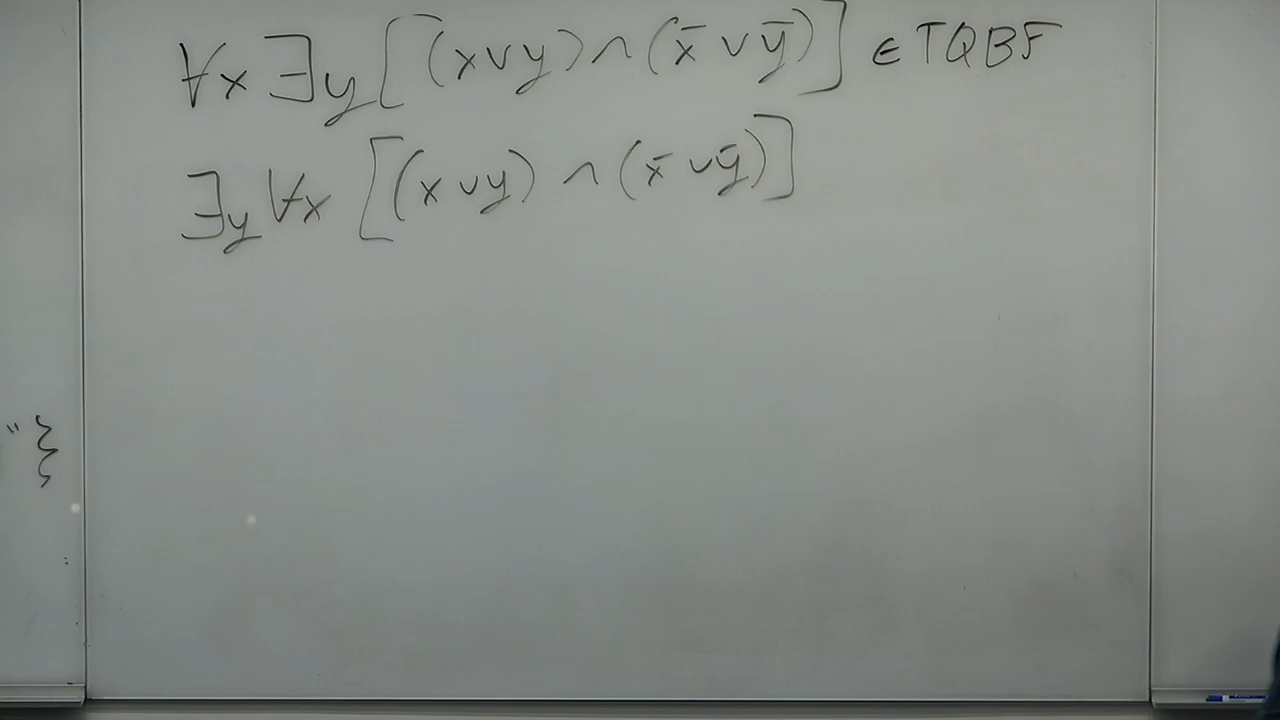 ∀x ∃y [(x∨y) ∧ (x̄ ∨ ȳ)] ∈ TQBF
∃y ∀x [(x ∨ y) ∧ (x̄ ∨ ȳ)]
" }